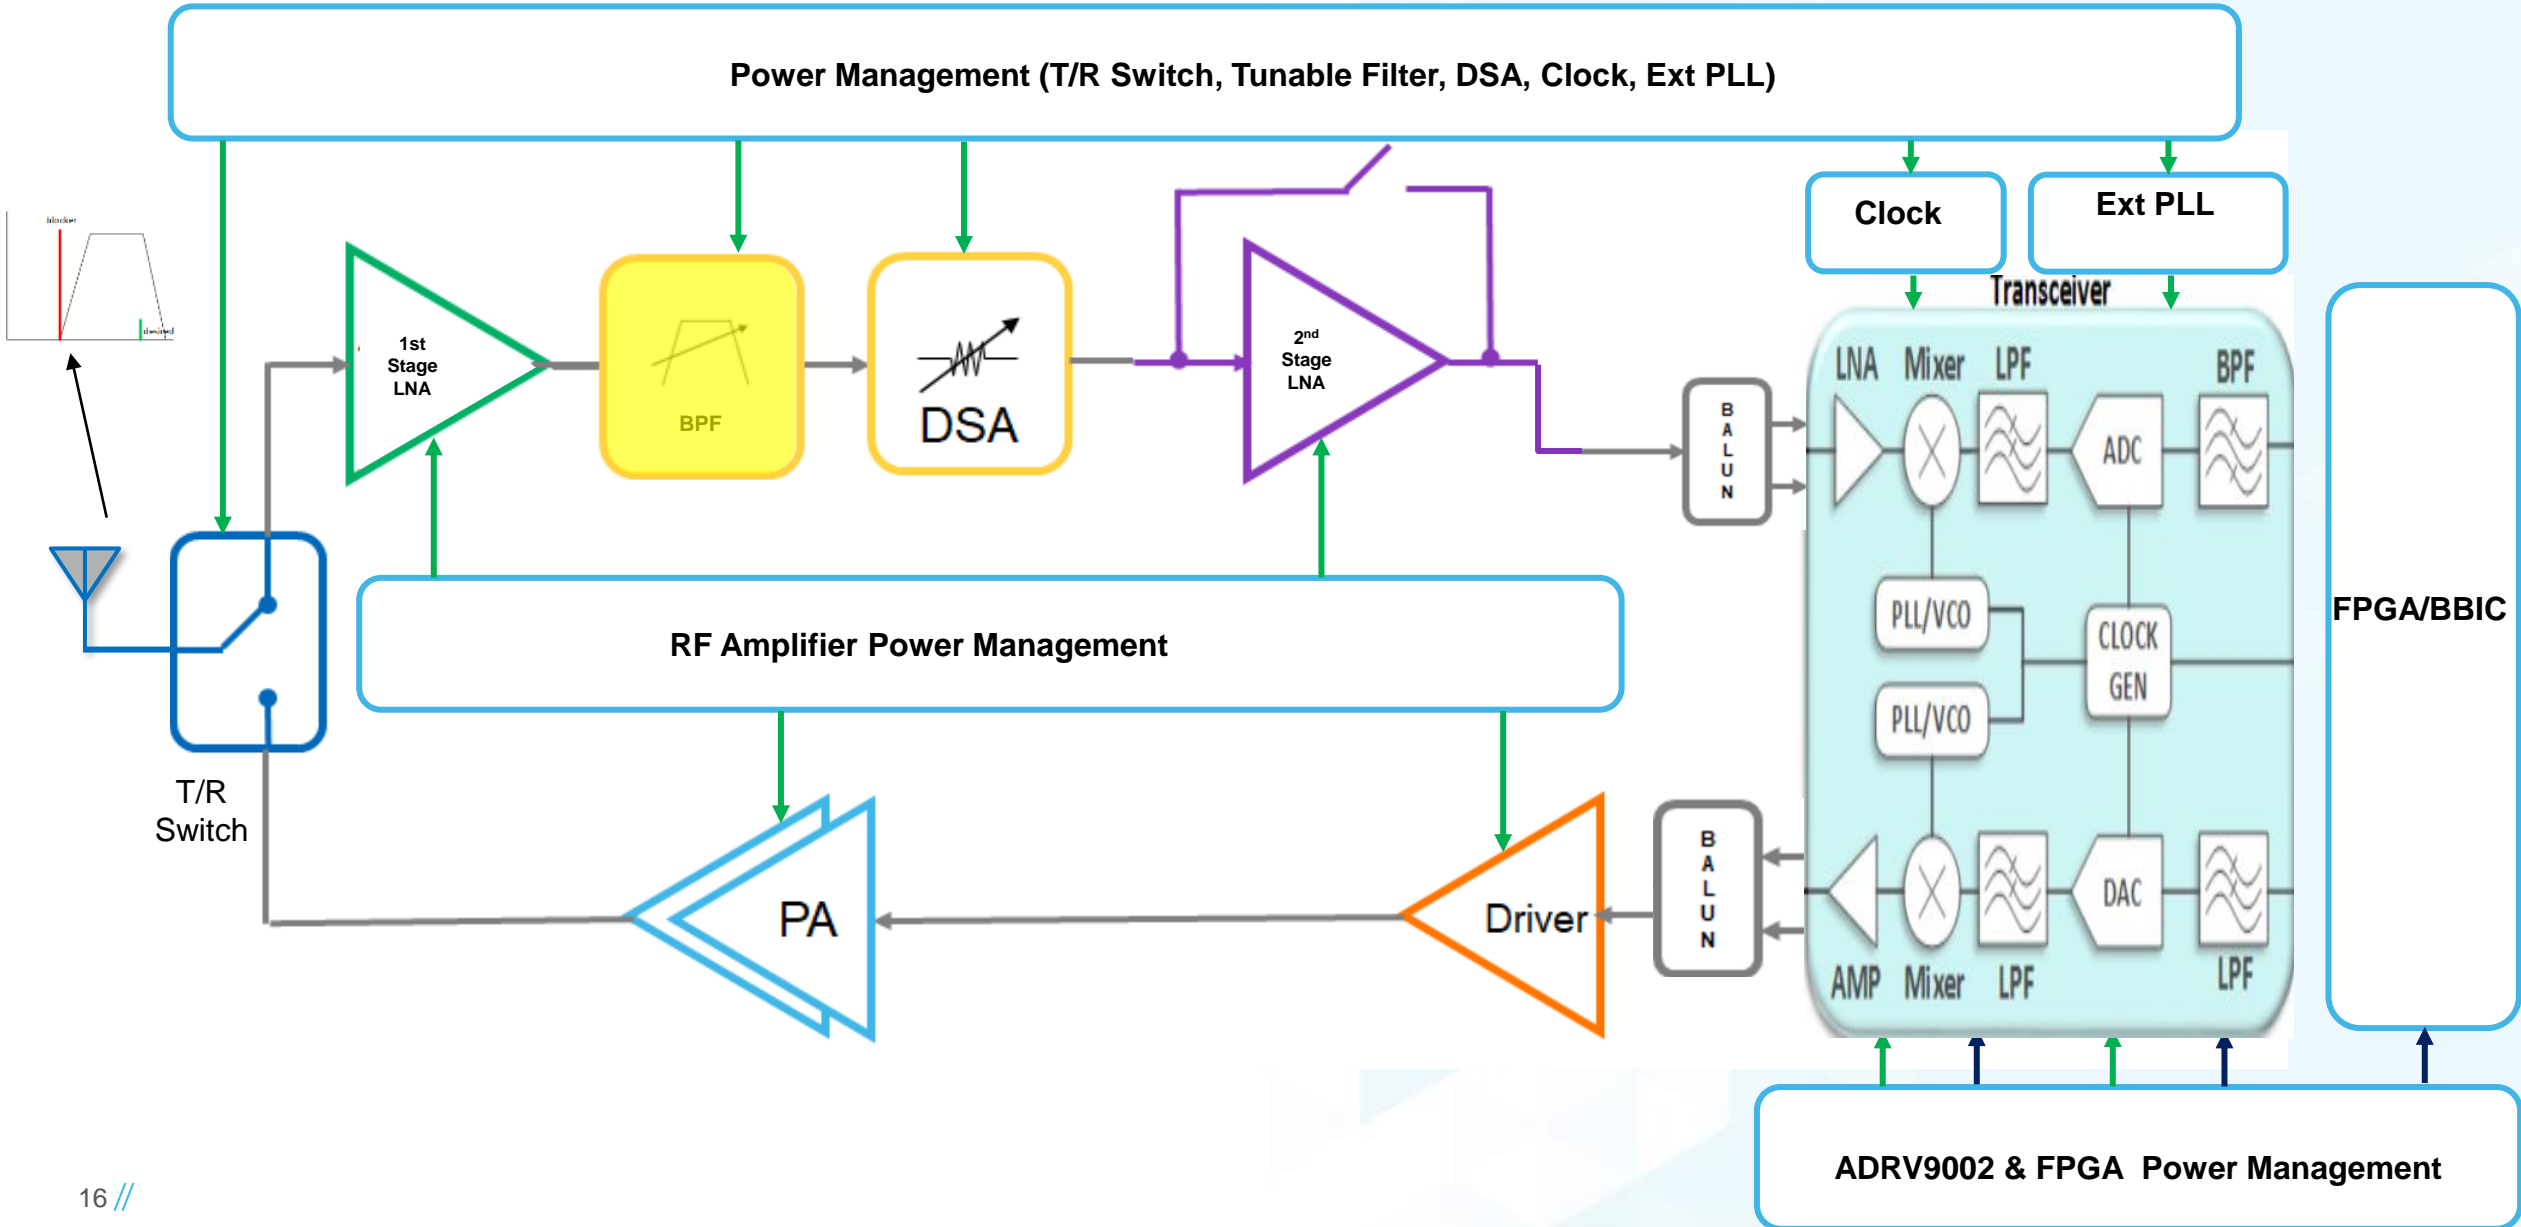 Power Management (T/R Switch, Tunable Filter, DSA, Clock, Ext PLL)
Clock
Ext PLL
blocker
desired
1st
Stage
LNA
BPF
DSA
2nd
Stage
LNA
B
A
L
U
N
Transceiver
LNA Mixer LPF BPF
ADC
PLL/VCO
CLOCK
GEN
PLL/VCO
DAC
AMP Mixer LPF LPF
FPGA/BBIC
RF Amplifier Power Management
T/R
Switch
PA
Driver
B
A
L
U
N
ADRV9002 & FPGA Power Management
16 //